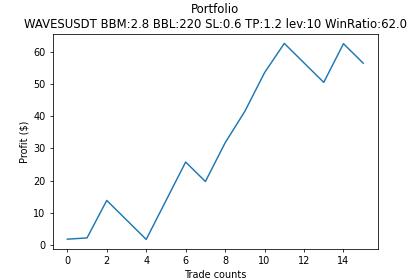 Portfolio
WAVESUSDT BBM:2.8 BBL:220 SL:0.6 TP:1.2 lev:10 WinRatio:62.0
60
50
40
30
20
10
0
Profit ($)
0 2 4 6 8 10 12 14
Trade counts